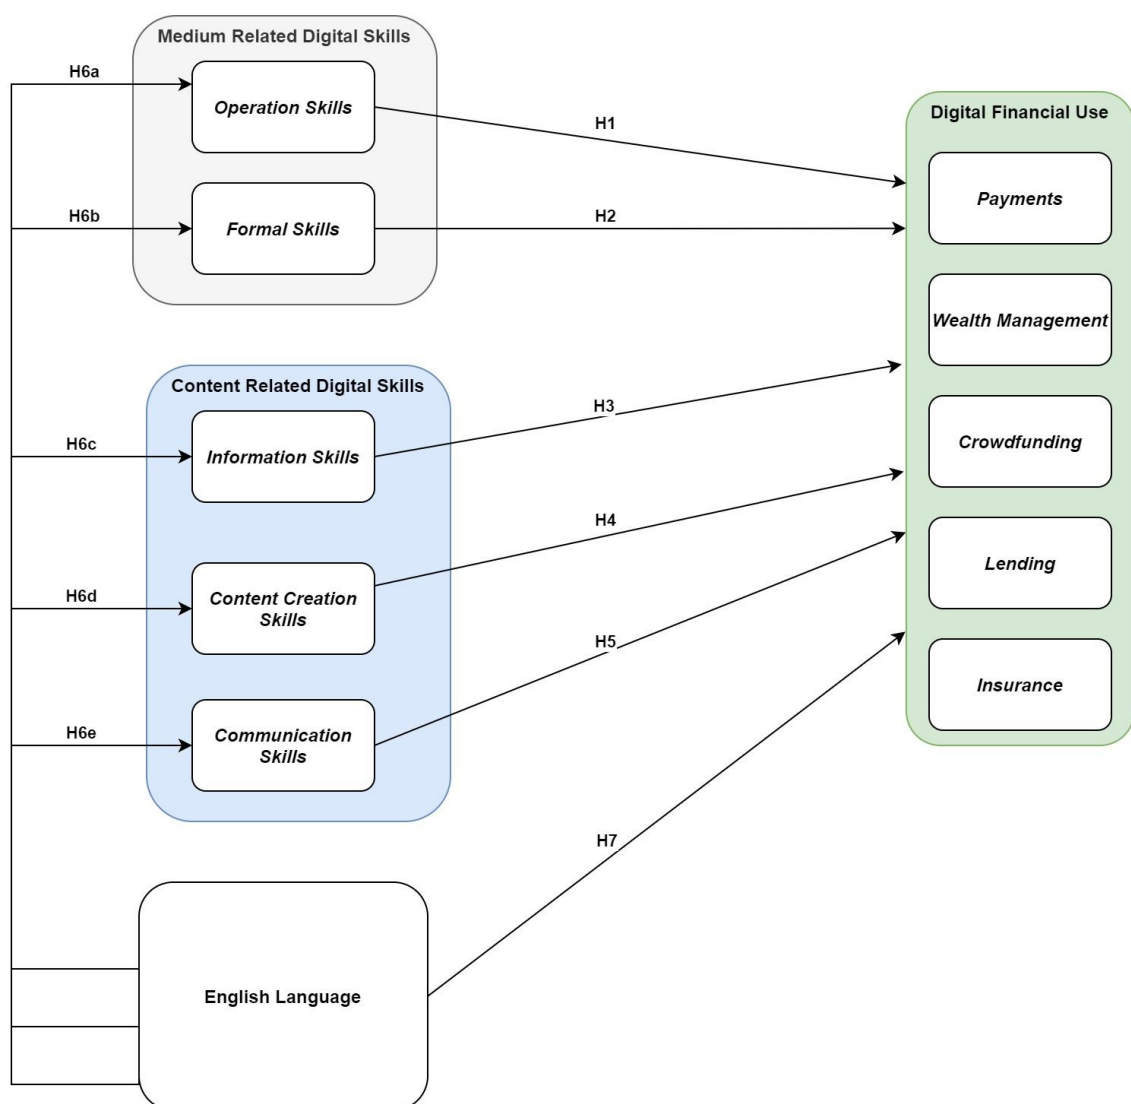 Medium Related Digital Skills
H6a
Operation Skills
H1
Digital Financial Use
Payments
H6b
Formal Skills
H2
Wealth Management
Content Related Digital Skills
H3
H6c
Information Skills
Crowdfunding
H4
H6d
Content Creation
Skills
Lending
H5
H6e
Communication
Skills
Insurance
H7
English Language